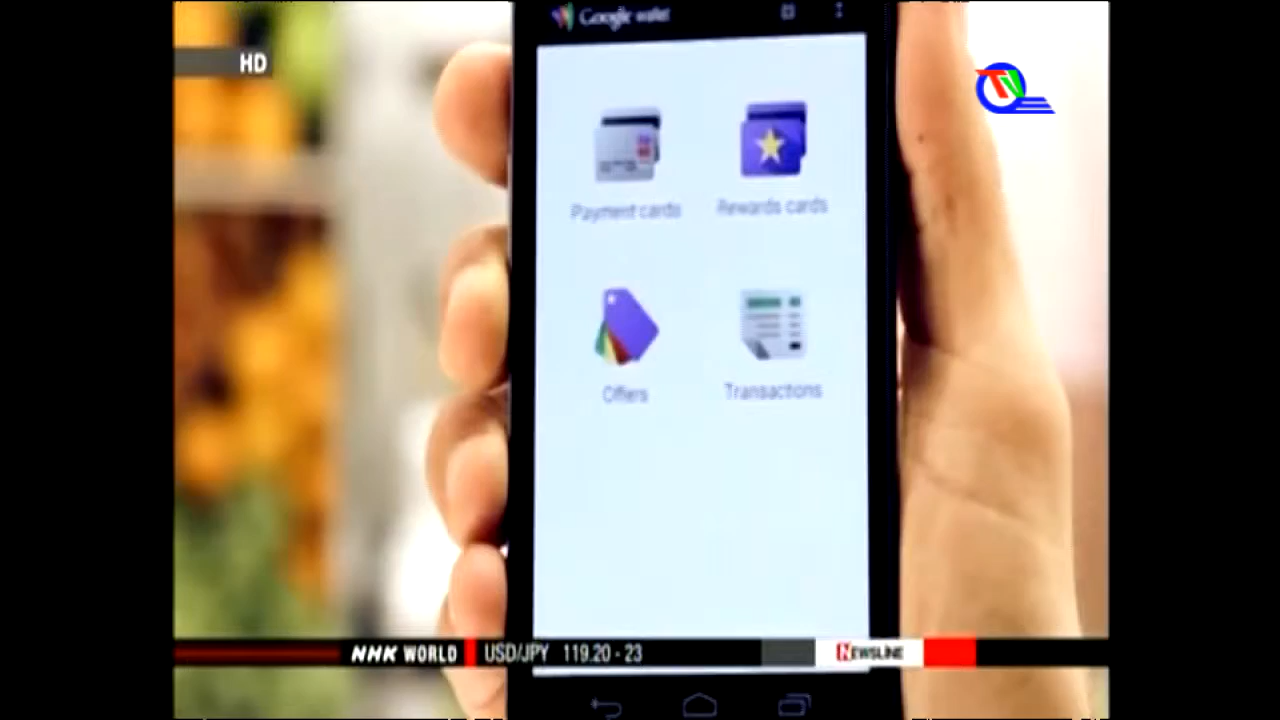 Google wallet
HD
Payment cards
Rewards cards
Offers
Transactions
NHK WORLD
USD/JPY 119.20 - 23
NEWSLINE